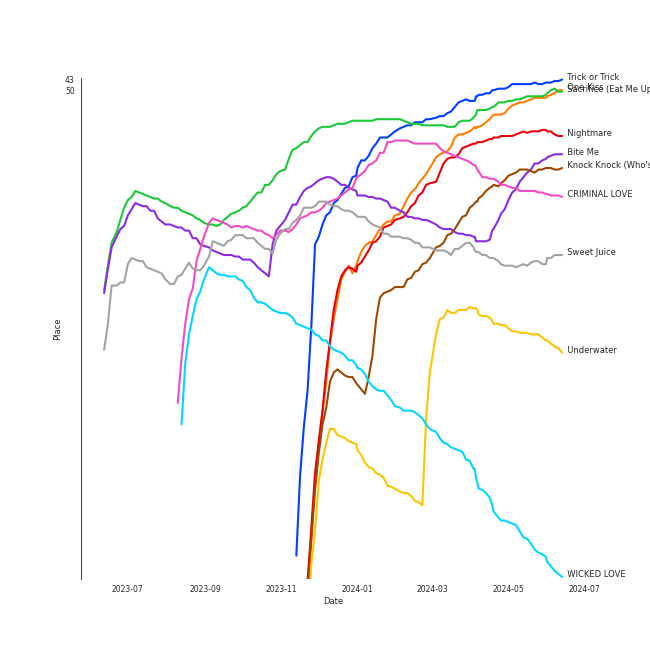 43
50
Place
Trick or Trick
One Kiss
Sacrifice (Eat Me Up
Nightmare
Bite Me
Knock Knock (Who's
CRIMINAL LOVE
Sweet Juice
Underwater
WICKED LOVE
2023-07 2023-09 2023-11 2024-01 2024-03 2024-05 2024-07
Date